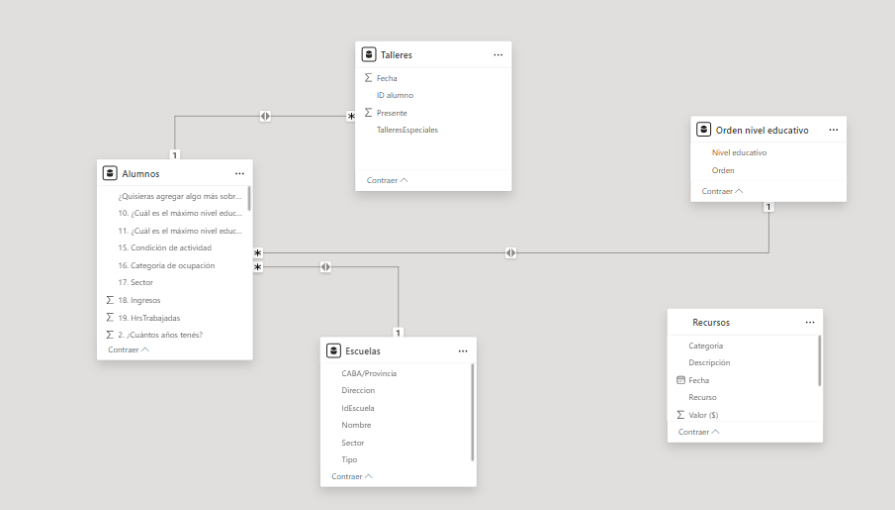 Talleres
Fecha
ID alumno
Presente
TalleresEspeciales
Contraer
*
1
Orden nivel educativo
Nivel educativo
Orden
Contraer
1
Alumnos
¿Quisieras agregar algo más sobr...
10. ¿Cuál es el máximo nivel educ...
11. ¿Cuál es el máximo nivel educ...
15. Condición de actividad
16. Categoría de ocupación
17. Sector
18. Ingresos
19. HrsTrabajadas
2. ¿Cuántos años tenés?
Contraer
*
*
1
Escuelas
CABA/Provincia
Direccion
IdEscuela
Nombre
Sector
Tipo
Contraer
Recursos
Categoría
Descripción
Fecha
Recurso
Valor ($)
Contraer